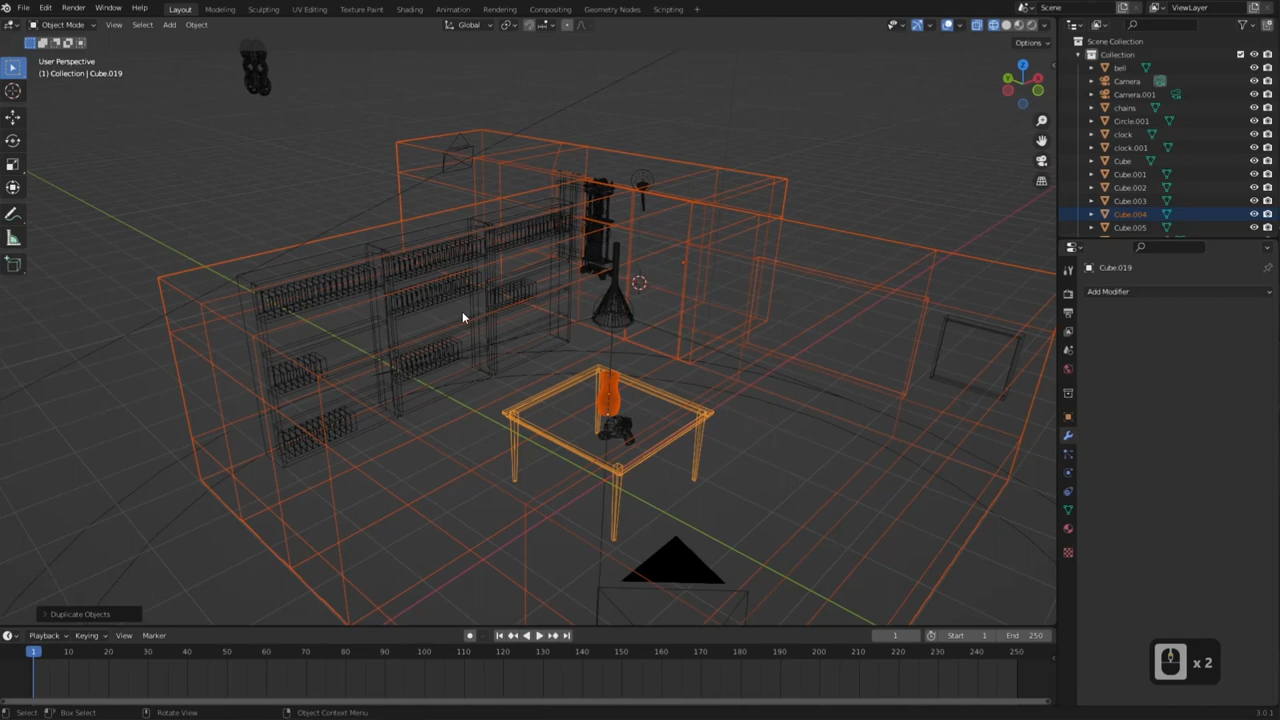 File Edit Render Window Help Layout Modeling Sculpting UV Editing Texture Paint Shading Animation Rendering Compositing Geometry Nodes Scripting + Scene ViewLayer
Object Mode View Select Add Object Global
Options
User Perspective
(1) Collection | Cube.019
Scene Collection
Collection
bell
Camera
Camera.001
chains
Circle.001
clock
clock.001
Cube
Cube.001
Cube.002
Cube.003
Cube.004
Cube.005
Cube.019
Add Modifier
Duplicate Objects
x 2
Playback Keying View Marker 1 Start 1 End 250
1 10 20 30 40 50 60 70 80 90 100 110 120 130 140 150 160 170 180 190 200 210 220 230 240 250
Select Box Select Rotate View Object Context Menu 3.0.1